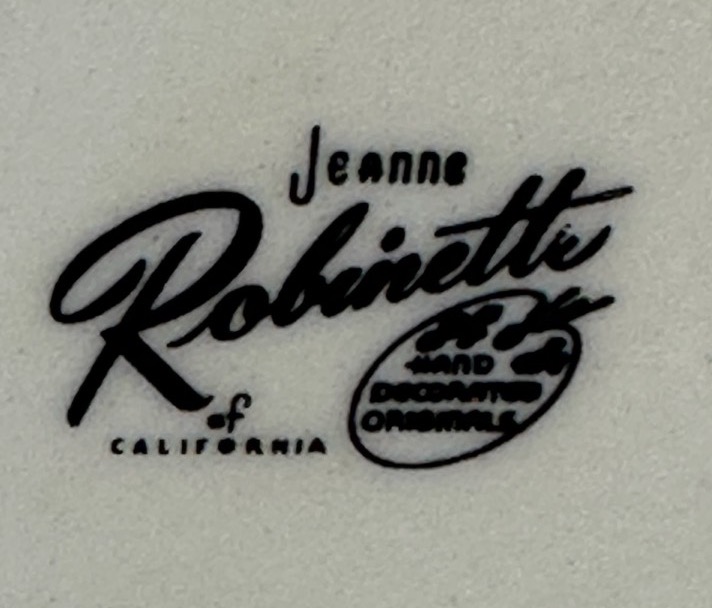 Jeanne
Robinette
of
CALIFORNIA
HAND
DECORATED
ORIGINALS